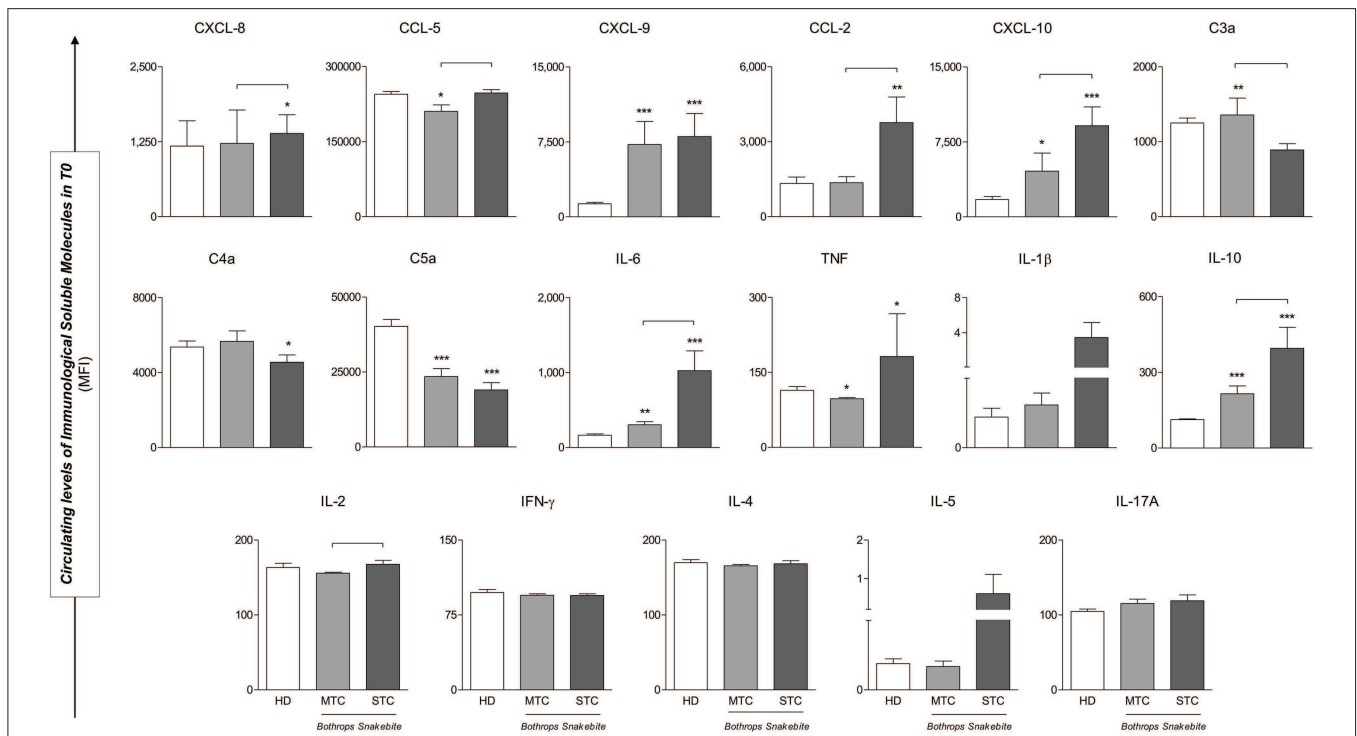 Circulating levels of Immunological Soluble Molecules in T0
(MFI)
CXCL-8
2,500
1,250
0
*
CCL-5
300000
150000
0
*
CXCL-9
15,000
7,500
0
***
***
CCL-2
6,000
3,000
0
**
CXCL-10
15,000
7,500
0
*
***
C3a
2000
1000
0
**
C4a
8000
4000
0
*
C5a
50000
25000
0
***
***
IL-6
2,000
1,000
0
**
***
TNF
300
150
0
*
*
IL-1β
8
4
0
IL-10
600
300
0
***
***
IL-2
200
100
0
HD MTC STC
Bothrops Snakebite
IFN-γ
150
75
0
HD MTC STC
Bothrops Snakebite
IL-4
200
100
0
HD MTC STC
Bothrops Snakebite
IL-5
2
1
0
HD MTC STC
Bothrops Snakebite
IL-17A
200
100
0
HD MTC STC
Bothrops Snakebite